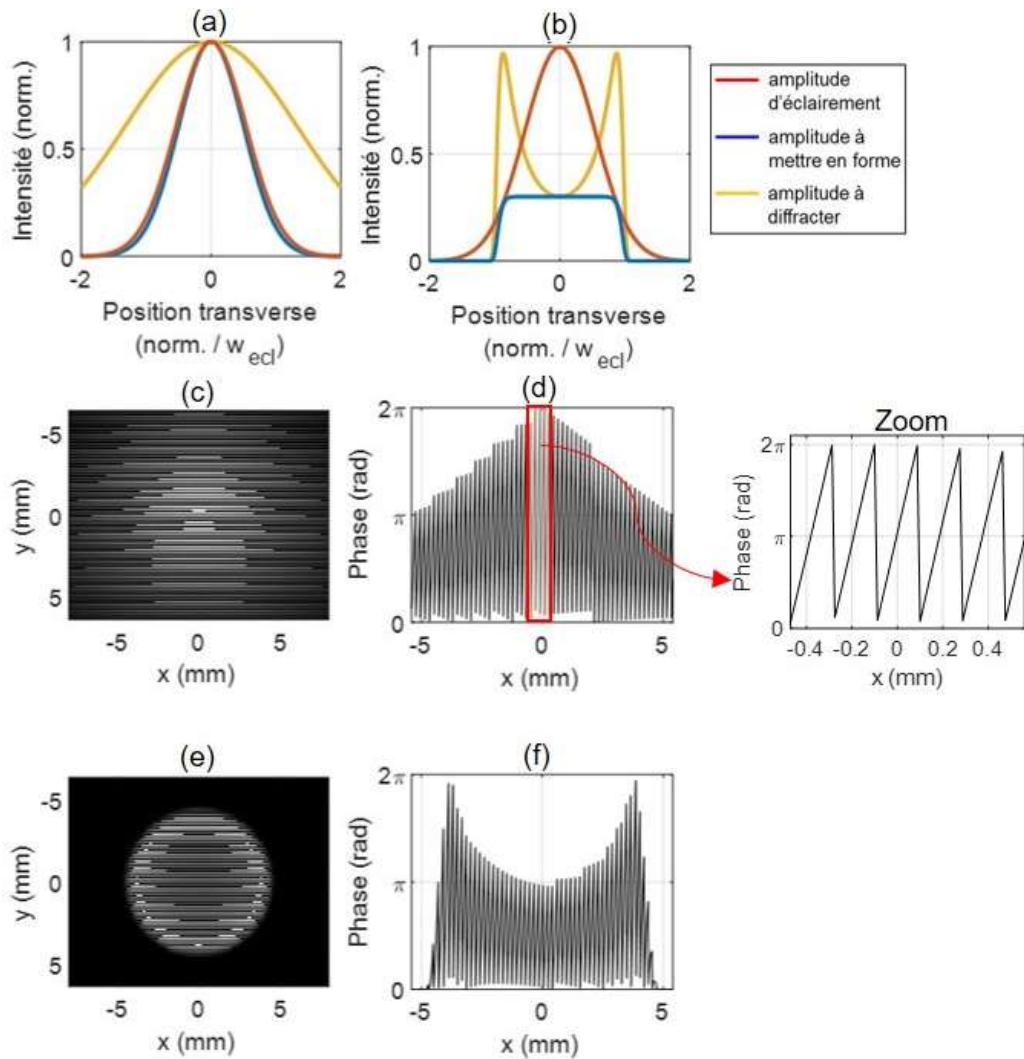 (a)
1
0.5
0
Intensité (norm.)
-2
0
2
Position transverse
(norm. / w_ecl)
(b)
1
0.5
0
Intensité (norm.)
-2
0
2
Position transverse
(norm. / w_ecl)
amplitude
d'éclairement
amplitude à
mettre en forme
amplitude à
diffracter
(c)
-5
0
5
y (mm)
-5
0
5
x (mm)
(d)
2π
π
0
Phase (rad)
-5
0
5
x (mm)
Zoom
2π
π
0
Phase (rad)
-0.4
-0.2
0
0.2
0.4
x (mm)
(e)
-5
0
5
y (mm)
-5
0
5
x (mm)
(f)
2π
π
0
Phase (rad)
-5
0
5
x (mm)